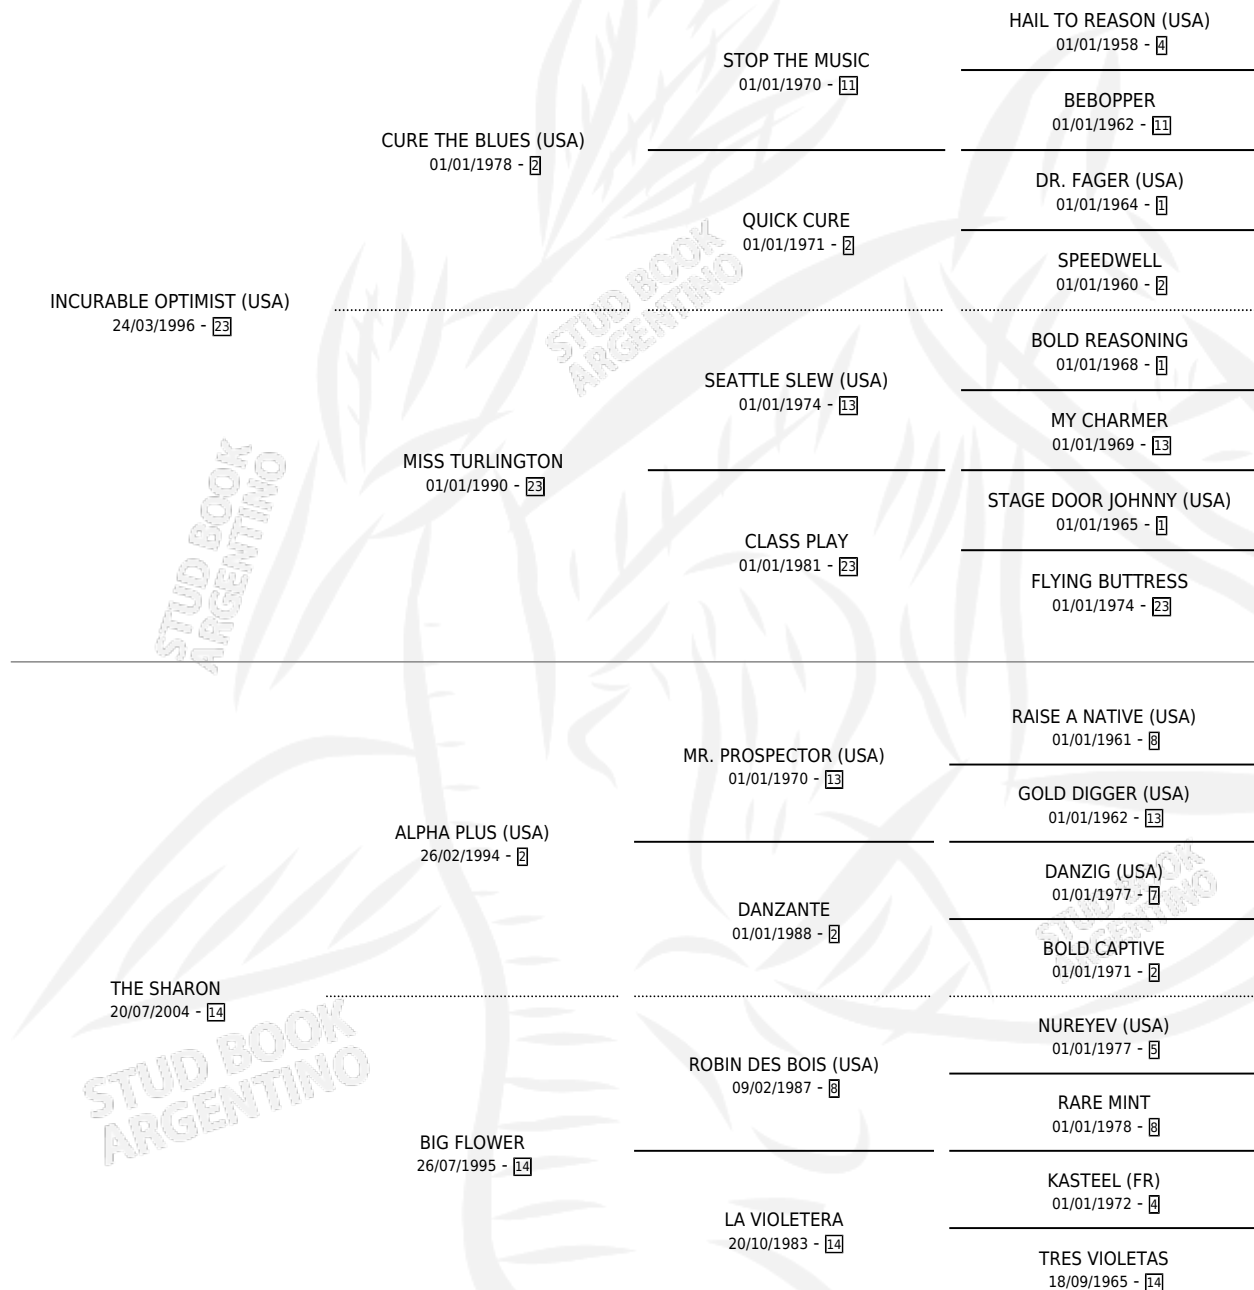 HAIL TO REASON (USA)
01/01/1958 - 4
STOP THE MUSIC
01/01/1970 - 11
BEBOPPER
01/01/1962 - 11
CURE THE BLUES (USA)
01/01/1978 - 2
DR. FAGER (USA)
01/01/1964 - 1
QUICK CURE
01/01/1971 - 2
SPEEDWELL
01/01/1960 - 2
INCURABLE OPTIMIST (USA)
24/03/1996 - 23
BOLD REASONING
01/01/1968 - 1
SEATTLE SLEW (USA)
01/01/1974 - 13
MY CHARMER
01/01/1969 - 13
MISS TURLINGTON
01/01/1990 - 23
STAGE DOOR JOHNNY (USA)
01/01/1965 - 1
CLASS PLAY
01/01/1981 - 23
FLYING BUTTRESS
01/01/1974 - 23
STUD BOOK
ARGENTINO
STUD BOOK
ARGENTINO
RAISE A NATIVE (USA)
01/01/1961 - 8
MR. PROSPECTOR (USA)
01/01/1970 - 13
GOLD DIGGER (USA)
01/01/1962 - 13
ALPHA PLUS (USA)
26/02/1994 - 2
DANZIG (USA)
01/01/1977 - 7
DANZANTE
01/01/1988 - 2
BOLD CAPTIVE
01/01/1971 - 2
STUD BOOK
ARGENTINO
THE SHARON
20/07/2004 - 14
NUREYEV (USA)
01/01/1977 - 5
ROBIN DES BOIS (USA)
09/02/1987 - 8
RARE MINT
01/01/1978 - 8
STUD BOOK
ARGENTINO
BIG FLOWER
26/07/1995 - 14
KASTEEL (FR)
01/01/1972 - 4
LA VIOLETERA
20/10/1983 - 14
TRES VIOLETAS
18/09/1965 - 14